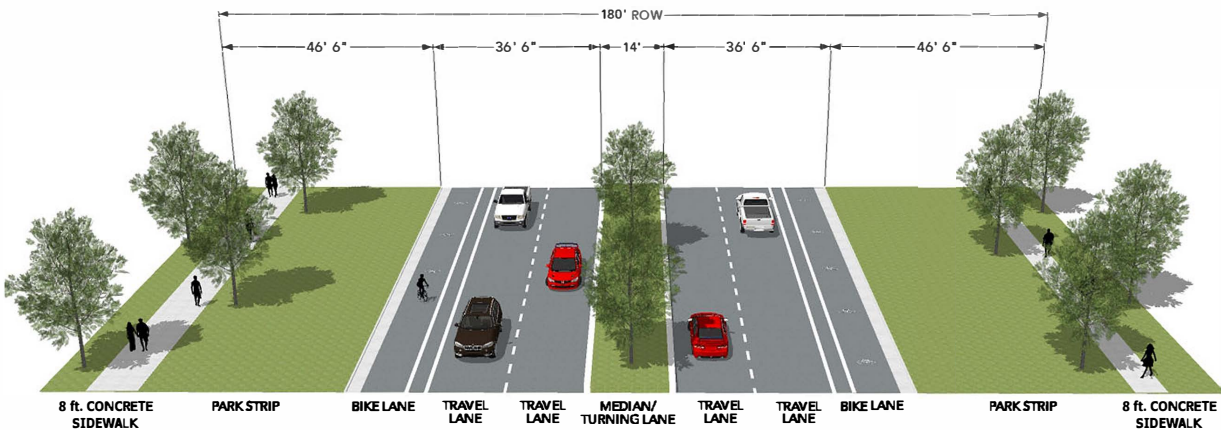 180' ROW
46' 6"
36' 6"
14'
36' 6"
46' 6"
8 ft. CONCRETE
SIDEWALK
PARK STRIP
BIKE LANE
TRAVEL
LANE
TRAVEL
LANE
MEDIAN/
TURNING LANE
TRAVEL
LANE
TRAVEL
LANE
BIKE LANE
PARK STRIP
8 ft. CONCRETE
SIDEWALK